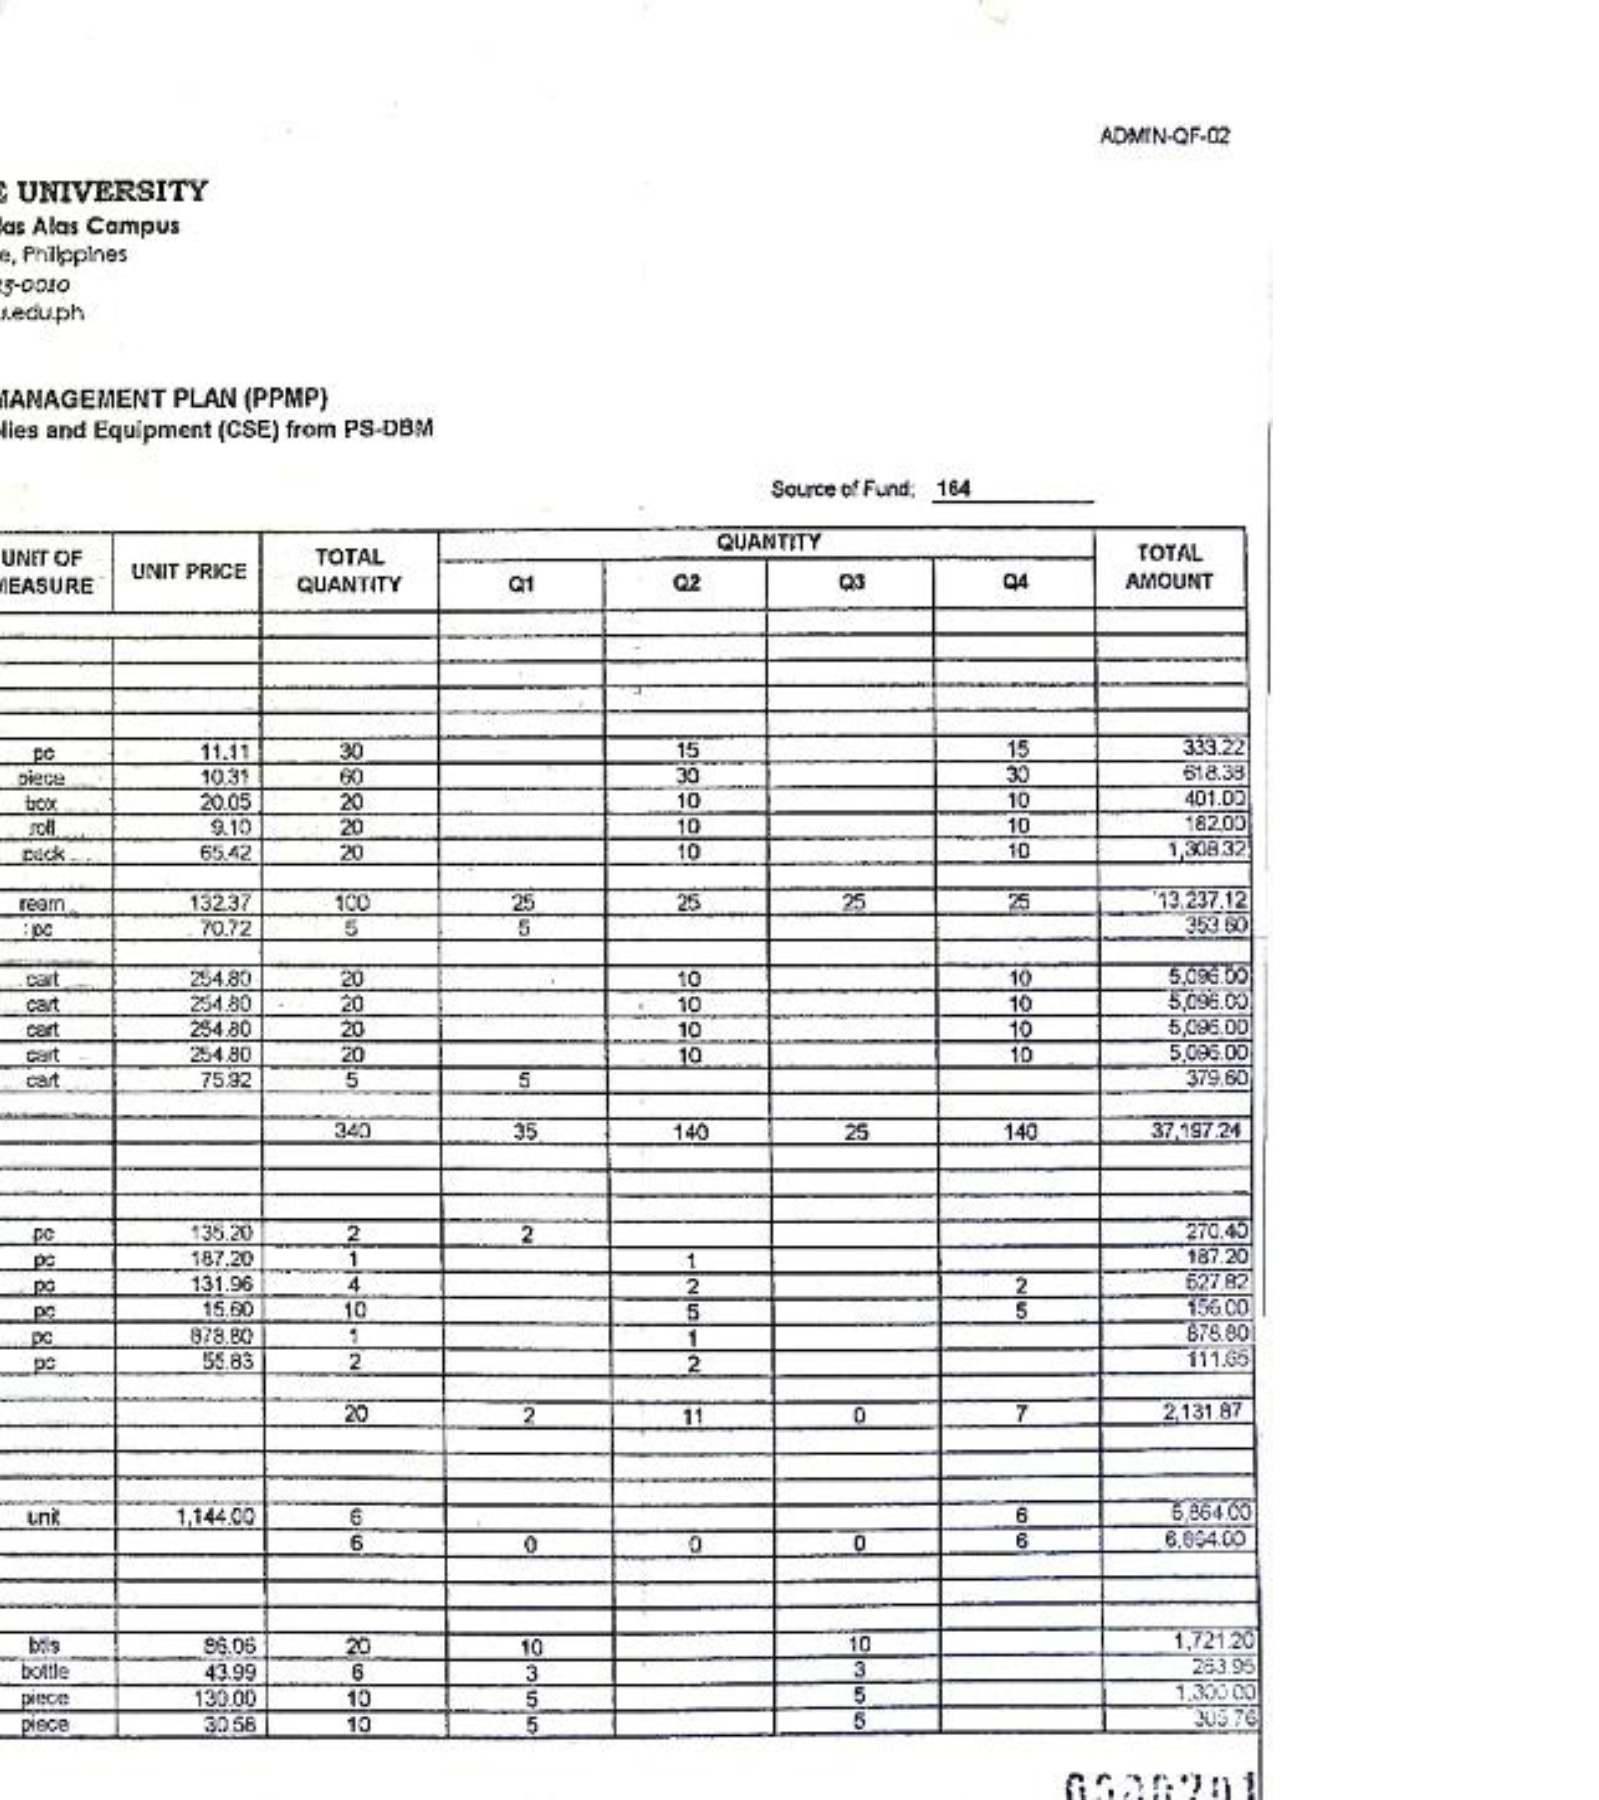 ADMIN-QF-02
E UNIVERSITY
las Alas Campus
e, Philippines
5-0010
u.edu.ph
MANAGEMENT PLAN (PPMP)
lies and Equipment (CSE) from PS-DBM
Source of Fund: 164
UNIT OF MEASURE UNIT PRICE TOTAL QUANTITY QUANTITY TOTAL AMOUNT
Q1 Q2 Q3 Q4
pc 11.11 30 15 15 333.22
piece 10.31 60 30 30 618.38
box 20.05 20 10 10 401.00
roll 9.10 20 10 10 182.00
pack 65.42 20 10 10 1,308.32
ream 132.37 100 25 25 25 25 13,237.12
pc 70.72 5 5 353.60
cart 254.80 20 10 10 5,096.00
cart 254.80 20 10 10 5,096.00
cart 254.80 20 10 10 5,096.00
cart 254.80 20 10 10 5,096.00
cart 75.92 5 5 379.60
340 35 140 25 140 37,197.24
pc 135.20 2 2 270.40
pc 187.20 1 1 187.20
pc 131.96 4 2 2 527.82
pc 15.60 10 5 5 156.00
pc 878.80 1 1 878.80
pc 55.83 2 2 111.65
20 2 11 0 7 2,131.87
unit 1,144.00 6 6 6,864.00
6 0 0 0 6 6,864.00
btls 86.06 20 10 10 1,721.20
bottle 43.99 6 3 3 263.95
piece 130.00 10 5 5 1,300.00
piece 30.58 10 5 5 305.76